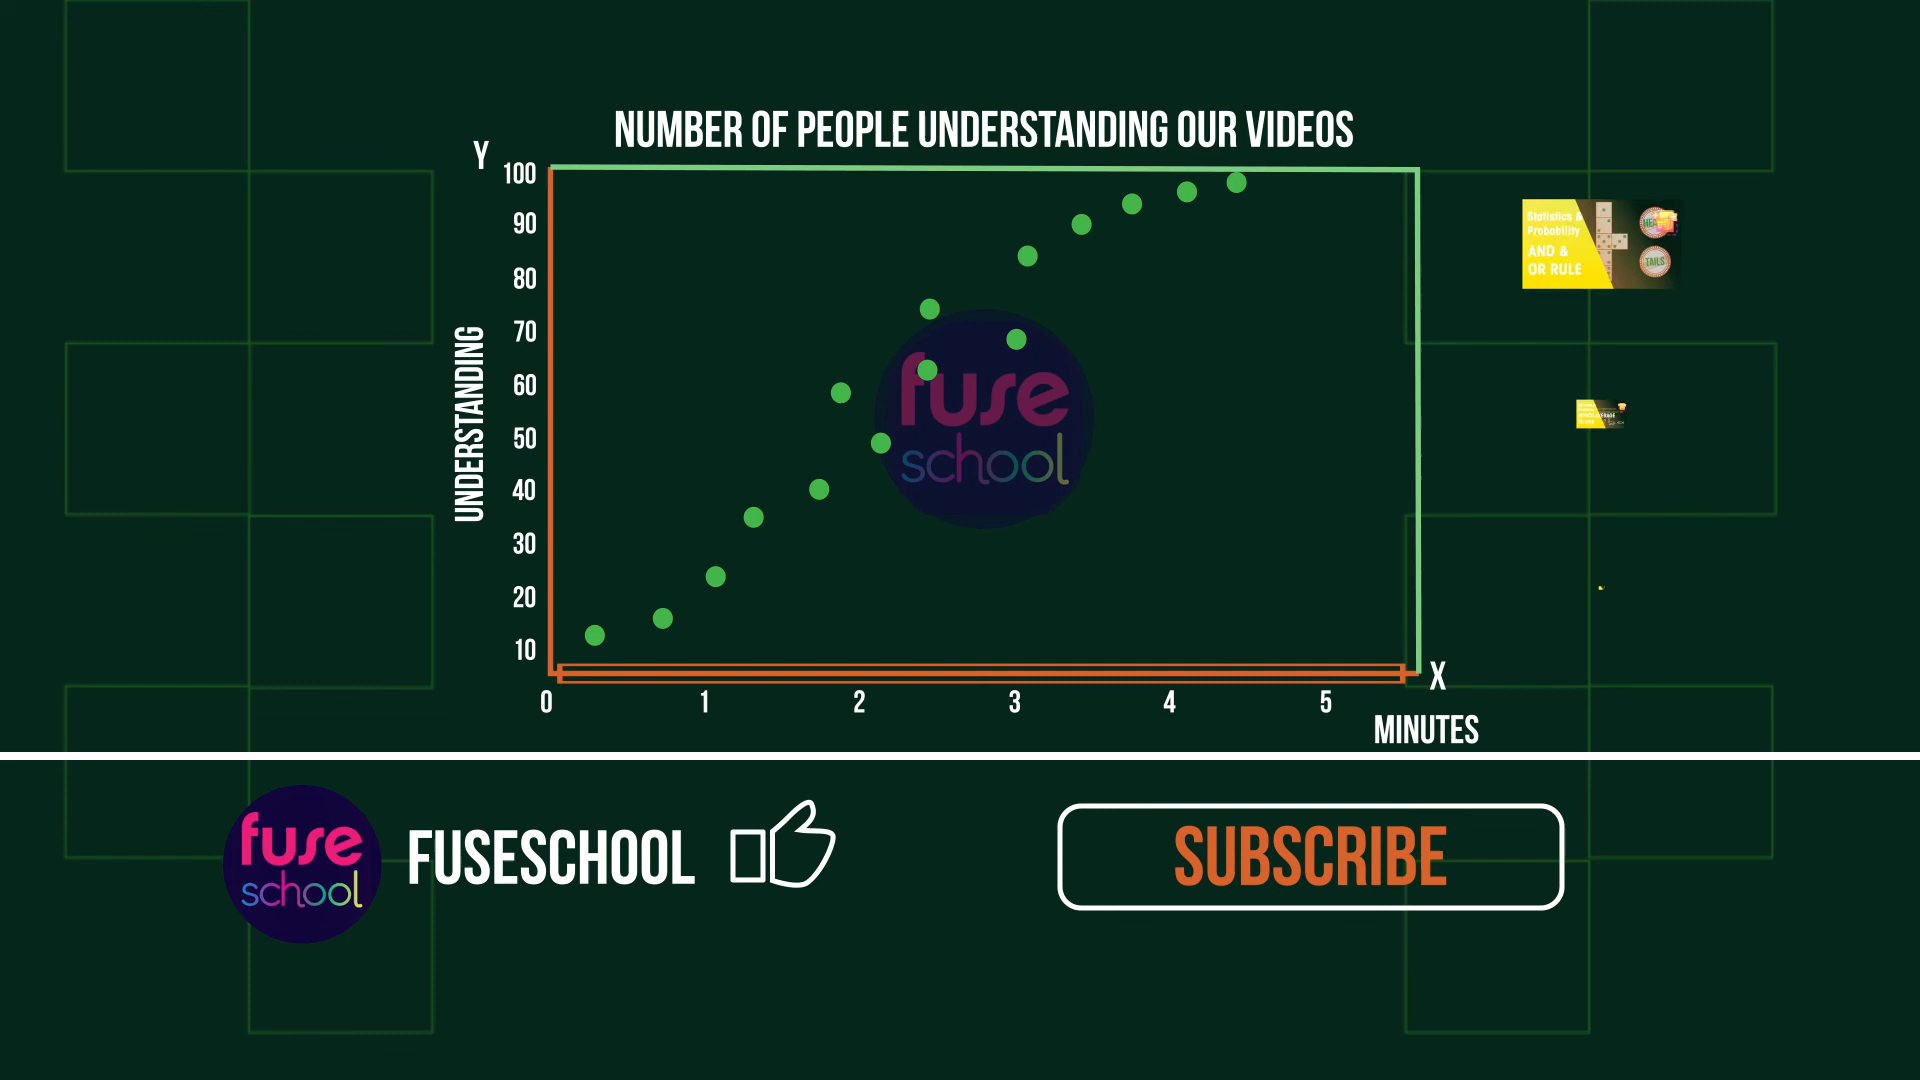 NUMBER OF PEOPLE UNDERSTANDING OUR VIDEOS
Y
100
90
80
70
60
50
40
30
20
10
UNDERSTANDING
fuse
school
0 1 2 3 4 5
X
MINUTES
Statistics &
Probability
AND &
OR RULE
TAILS
fuse
school
FUSESCHOOL
SUBSCRIBE